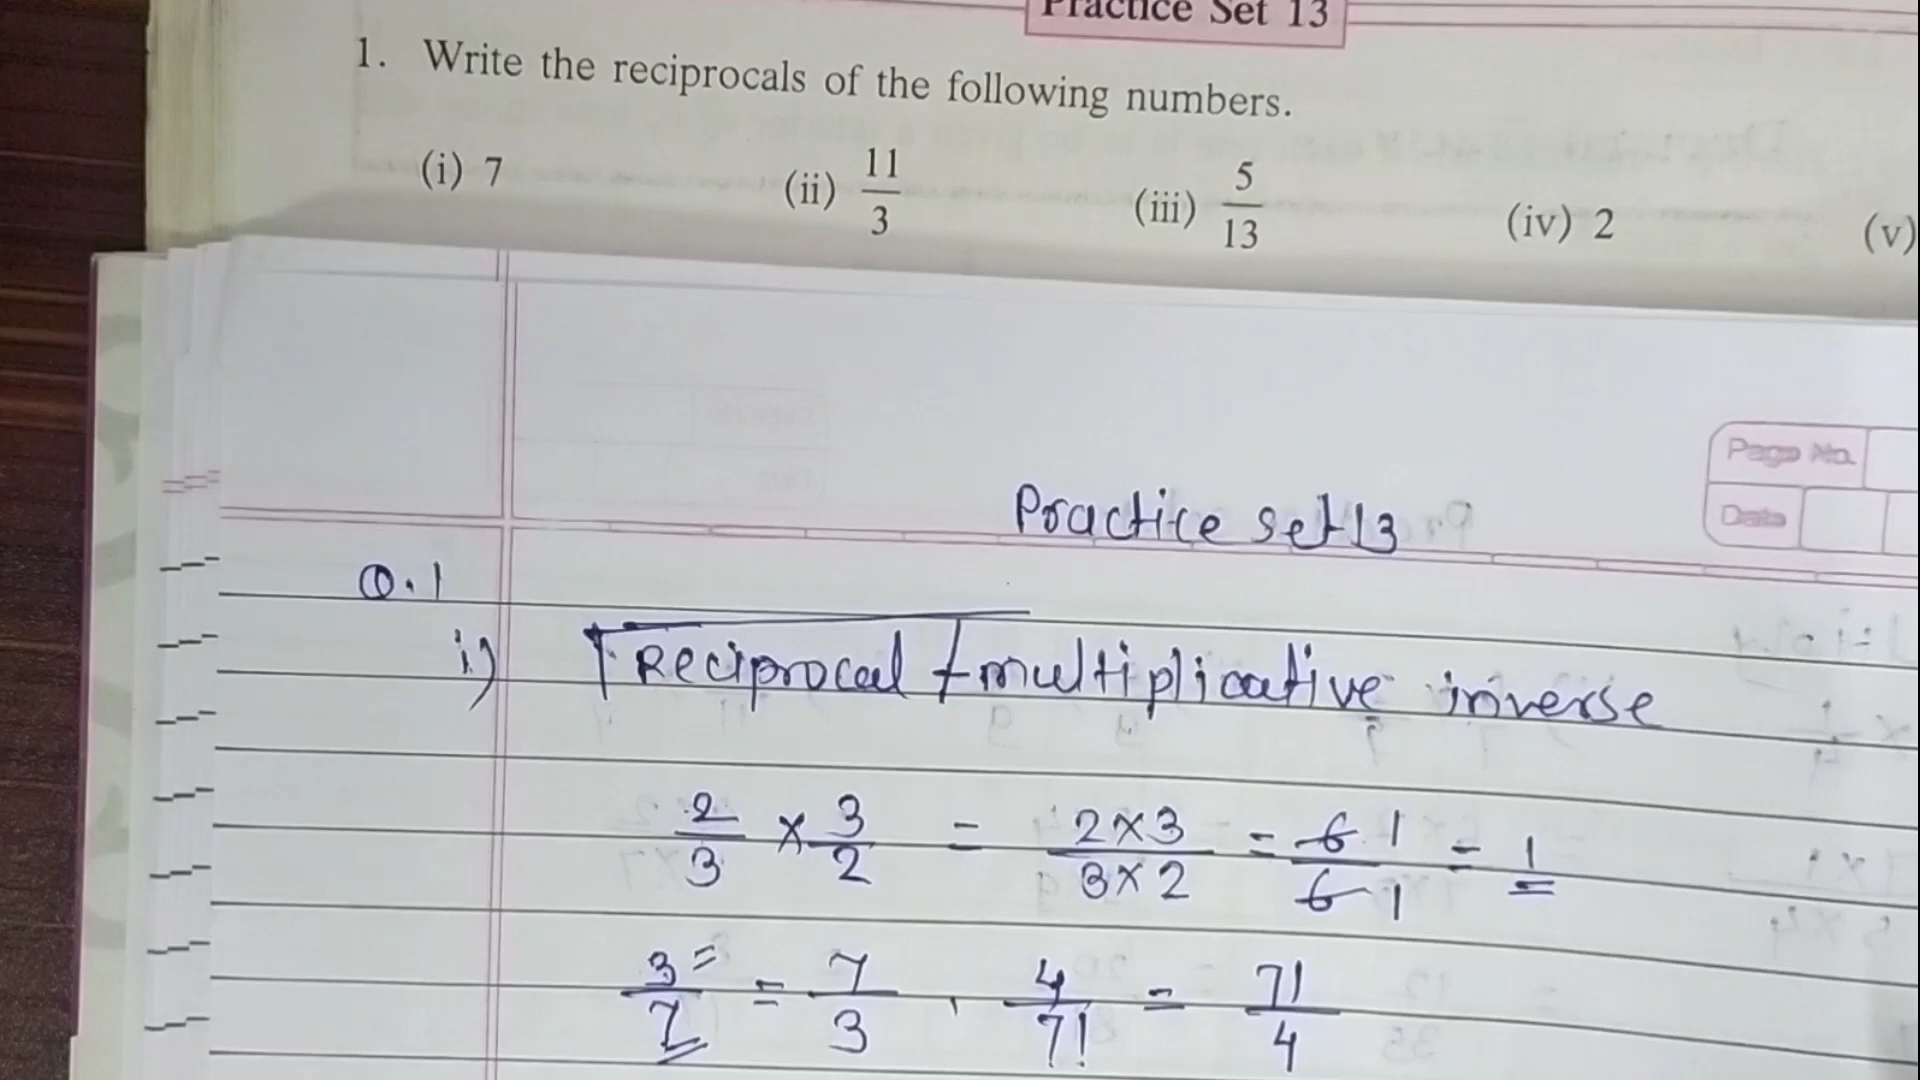 Practice Set 13
1. Write the reciprocals of the following numbers.
(i) 7 (ii) 11/3 (iii) 5/13 (iv) 2 (v)
Page No.
Date
Practice set 13
Q.1
i) Reciprocal / multiplicative inverse
2/3 × 3/2 = 2×3/3×2 = 6 1/6 1 = 1
3/7 = 7/3 , 4/71 = 71/4